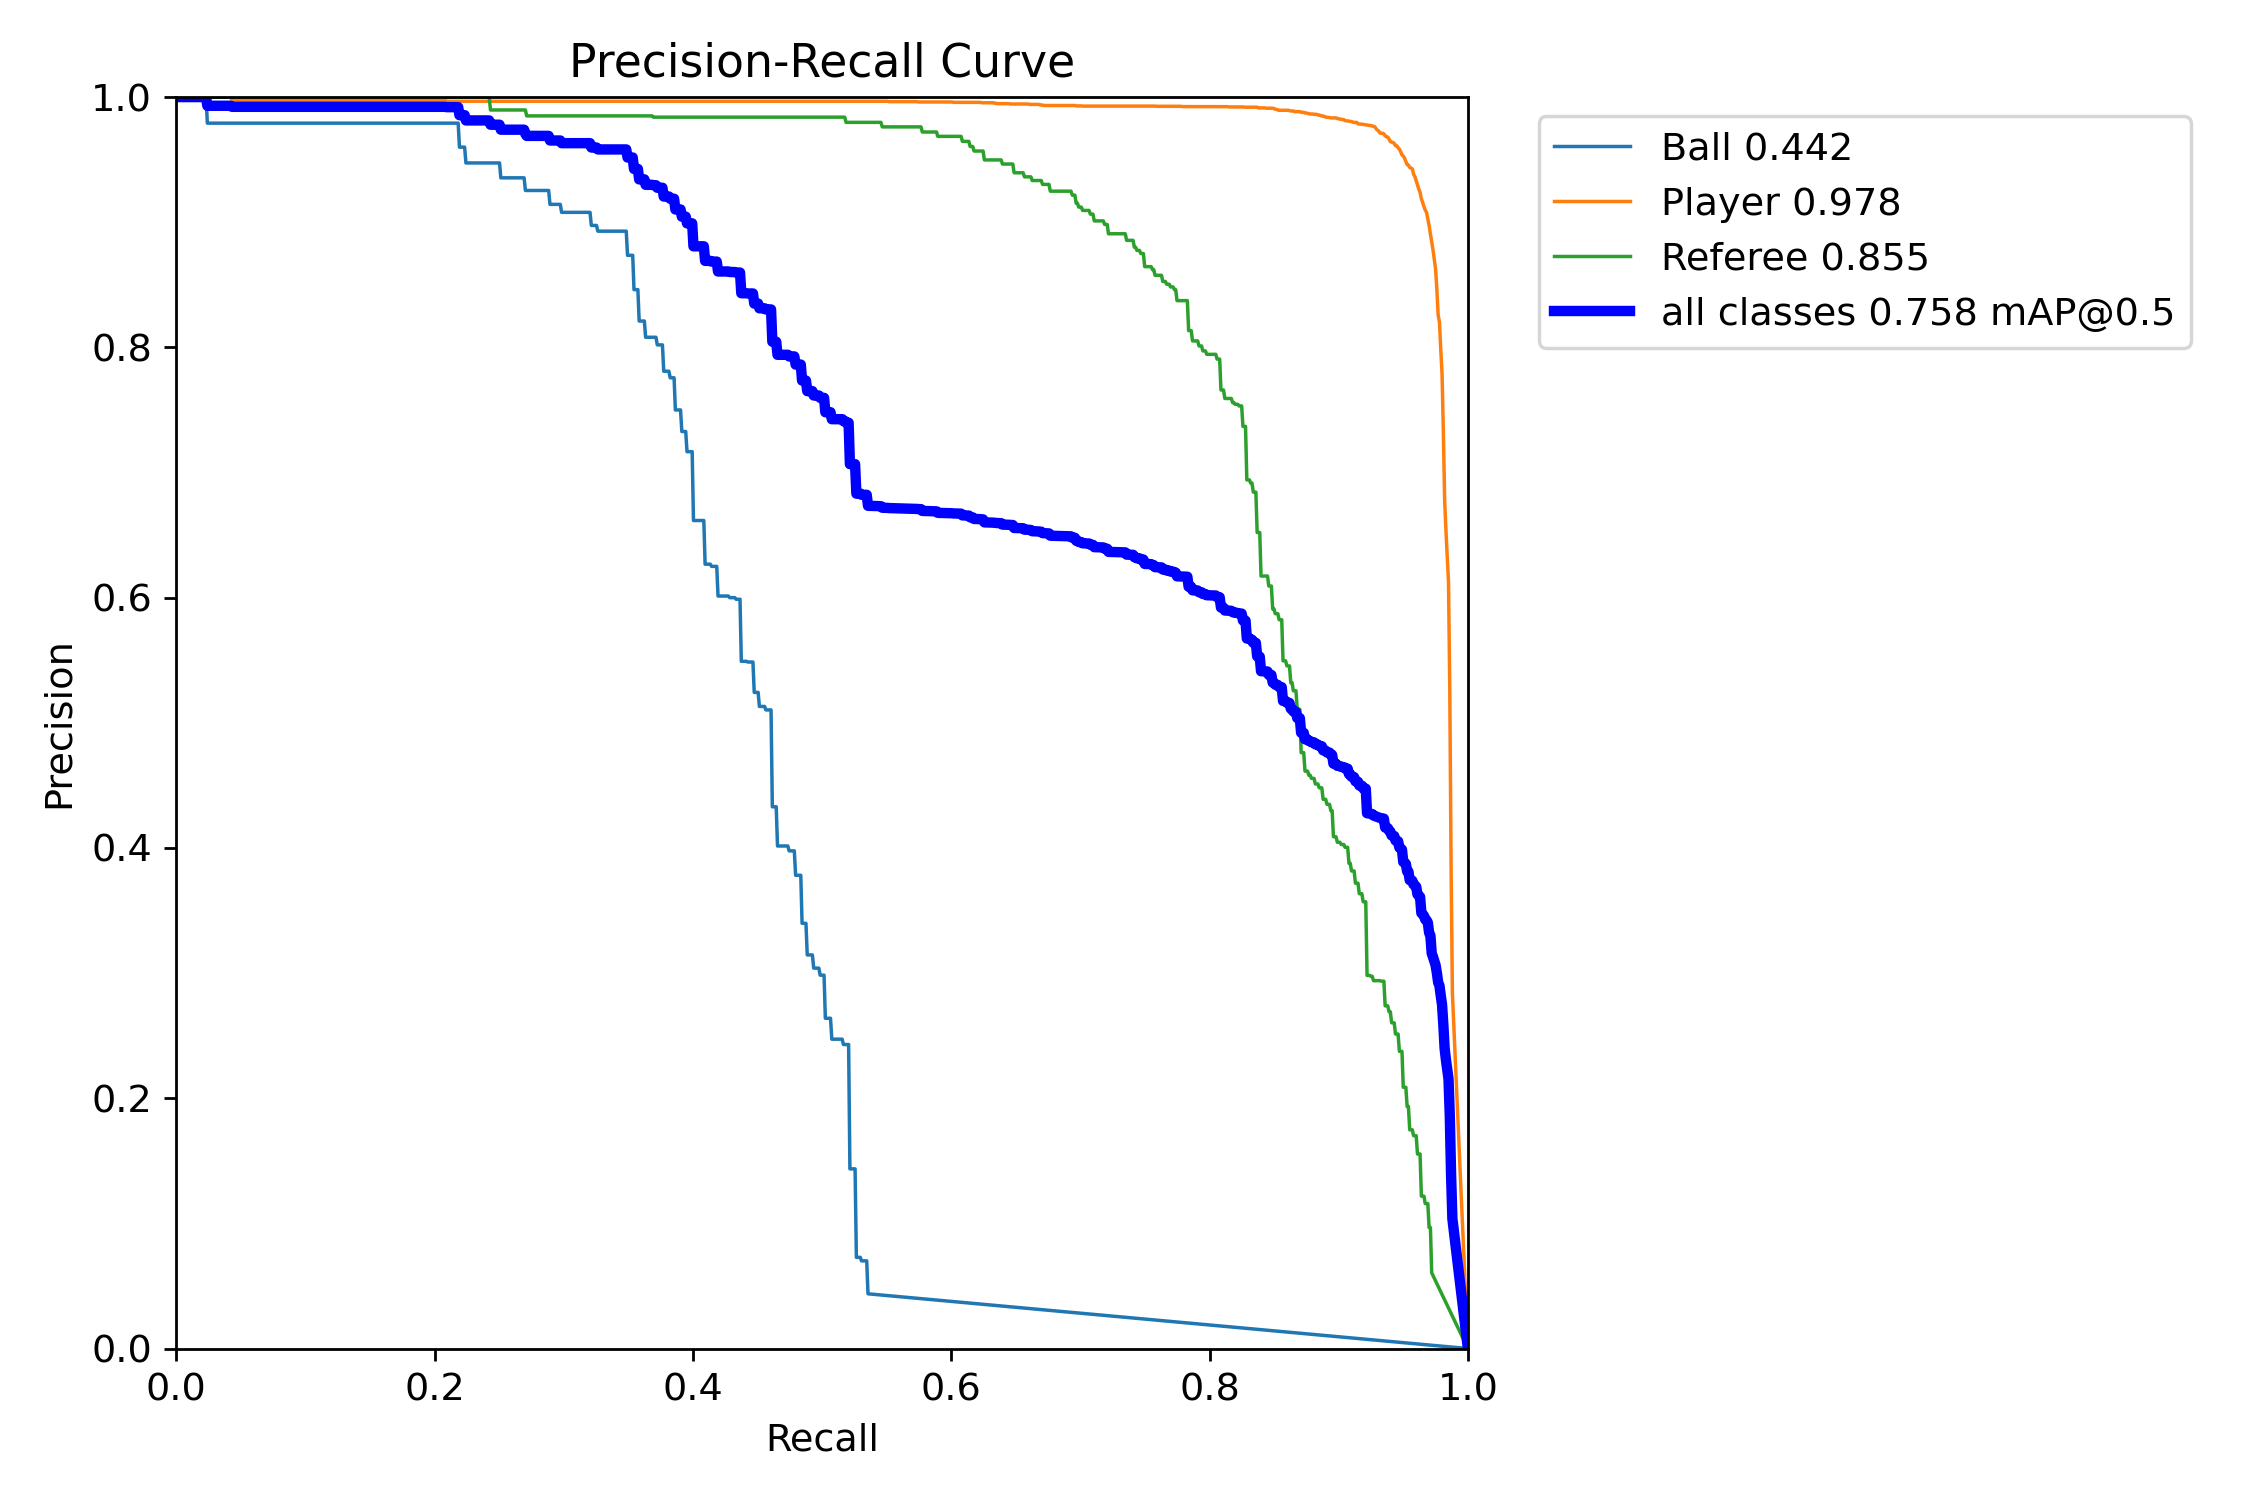 Precision-Recall Curve
1.0
0.8
0.6
0.4
0.2
0.0
Precision
0.0 0.2 0.4 0.6 0.8 1.0
Recall
Ball 0.442
Player 0.978
Referee 0.855
all classes 0.758 mAP@0.5